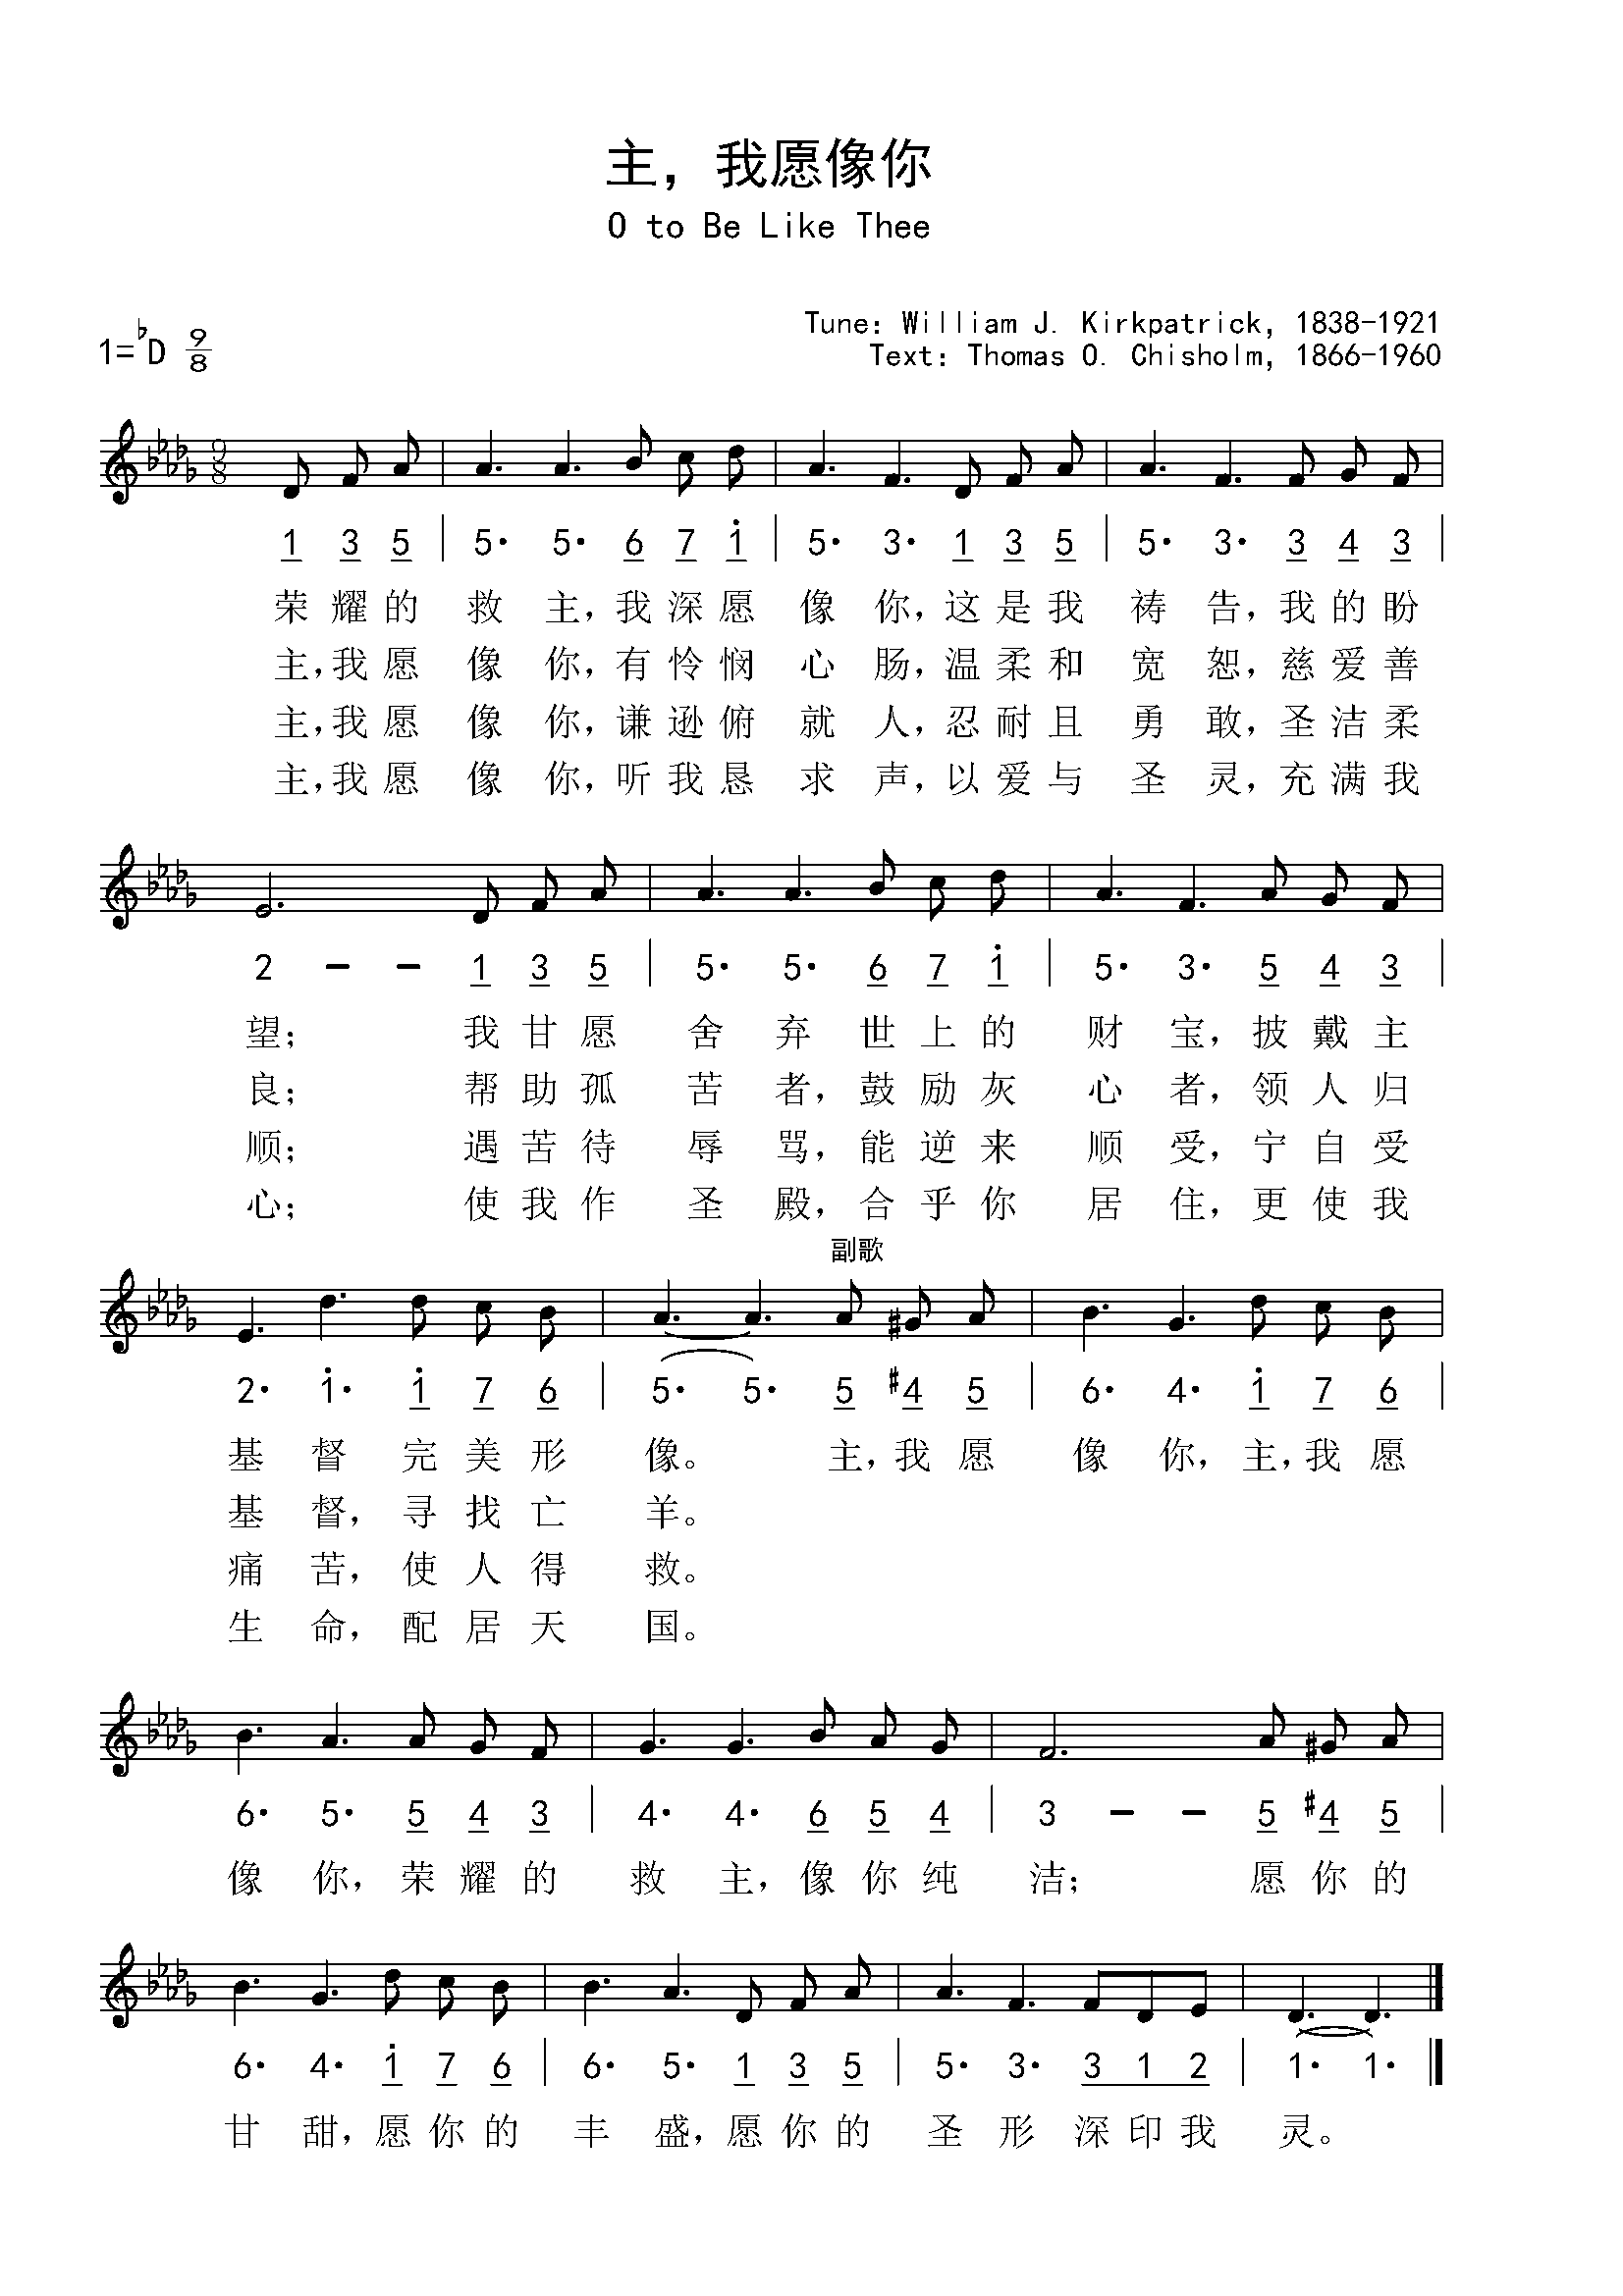 主，我愿像你
O to Be Like Thee
Tune: William J. Kirkpatrick, 1838-1921
1=♭D 9/8
Text: Thomas O. Chisholm, 1866-1960
9/8
1 3 5 | 5· 5· 6 7 1̇ | 5· 3· 1 3 5 | 5· 3· 3 4 3 |
荣耀的 救 主，我深愿 像 你，这是我 祷 告，我的盼
主，我愿 像 你，有怜悯 心 肠，温柔和 宽 恕，慈爱善
主，我愿 像 你，谦逊俯 就 人，忍耐且 勇 敢，圣洁柔
主，我愿 像 你，听我恳 求 声，以爱与 圣 灵，充满我
2 - - 1 3 5 | 5· 5· 6 7 1̇ | 5· 3· 5 4 3 |
望； 我甘愿 舍 弃 世上的 财 宝，披戴主
良； 帮助孤 苦 者，鼓励灰 心 者，领人归
顺； 遇苦待 辱 骂，能逆来 顺 受，宁自受
心； 使我作 圣 殿，合乎你 居 住，更使我
副歌
2· 1̇· 1̇ 7 6 | (5· 5·) 5 #4 5 | 6· 4· 1̇ 7 6 |
基 督 完美形 像。 主，我愿 像 你，主，我愿
基 督，寻找亡 羊。
痛 苦，使人得 救。
生 命，配居天 国。
6· 5· 5 4 3 | 4· 4· 6 5 4 | 3 - - 5 #4 5 |
像 你，荣耀的 救 主，像你纯 洁； 愿你的
6· 4· 1̇ 7 6 | 6· 5· 1 3 5 | 5· 3· 3 1 2 | 1· 1· ‖
甘 甜，愿你的 丰 盛，愿你的 圣 形 深印我 灵。